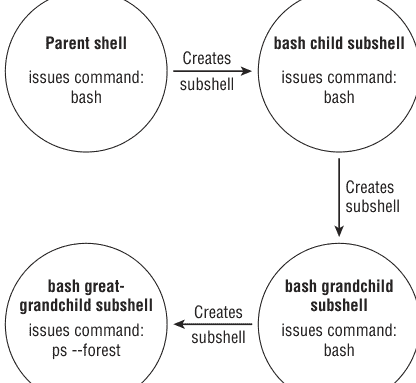 Parent shell
issues command:
bash
Creates
subshell
bash child subshell
issues command:
bash
Creates
subshell
bash grandchild
subshell
issues command:
bash
Creates
subshell
bash great-
grandchild subshell
issues command:
ps --forest